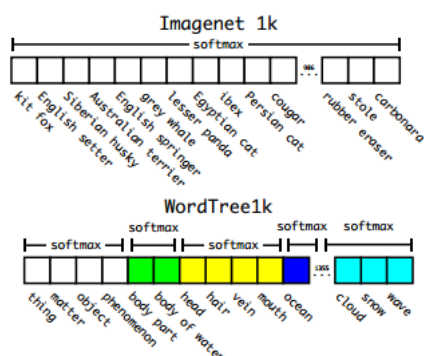 Imagenet 1k
softmax
986
...
kit fox
English setter
Siberian husky
Australian terrier
English springer
grey whale
lesser panda
Egyptian cat
ibex
Persian cat
cougar
rubber eraser
stole
carbonara
WordTree1k
softmax
softmax
softmax
softmax
softmax
1355
...
thing
matter
object
phenomenon
body part
body of water
head
hair
vein
mouth
ocean
cloud
snow
wave